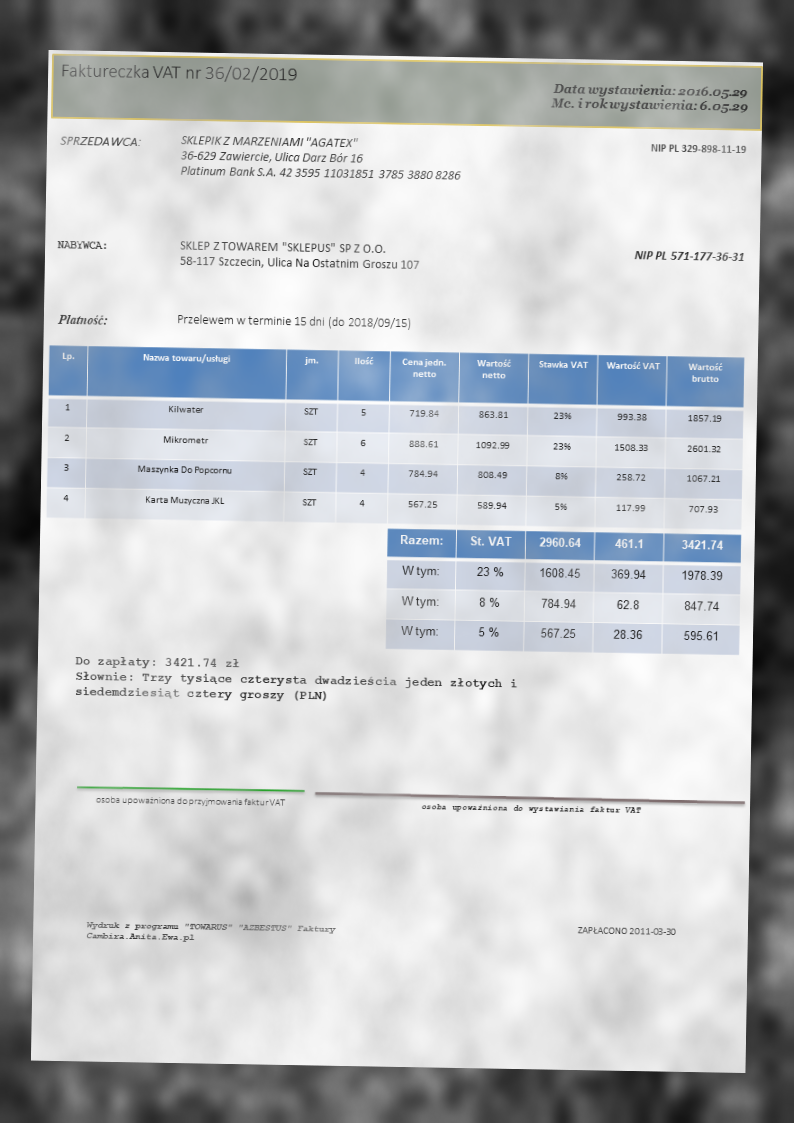 Faktureczka VAT nr 36/02/2019
Data wystawienia: 2016.05.29
Mc. i rok wystawienia: 6.05.29
SPRZEDAWCA: SKLEPIK Z MARZENIAMI "AGATEX" NIP PL 329-898-11-19
36-629 Zawiercie, Ulica Darz Bór 16
Platinum Bank S.A. 42 3595 11031851 3785 3880 8286
NABYWCA: SKLEP Z TOWAREM "SKLEPUS" SP Z O.O. NIP PL 571-177-36-31
58-117 Szczecin, Ulica Na Ostatnim Groszu 107
Płatność: Przelewem w terminie 15 dni (do 2018/09/15)
Lp. Nazwa towaru/usługi jm. Ilość Cena jedn. netto Wartość netto Stawka VAT Wartość VAT Wartość brutto
1 Kilwater SZT 5 719.84 863.81 23% 993.38 1857.19
2 Mikrometr SZT 6 888.61 1092.99 23% 1508.33 2601.32
3 Maszynka Do Popcornu SZT 4 784.94 808.49 8% 258.72 1067.21
4 Karta Muzyczna JKL SZT 4 567.25 589.94 5% 117.99 707.93
Razem: St. VAT 2960.64 461.1 3421.74
W tym: 23 % 1608.45 369.94 1978.39
W tym: 8 % 784.94 62.8 847.74
W tym: 5 % 567.25 28.36 595.61
Do zapłaty: 3421.74 zł
Słownie: Trzy tysiące czterysta dwadzieścia jeden złotych i
siedemdziesiąt cztery groszy (PLN)
osoba upoważniona do przyjmowania faktur VAT
osoba upoważniona do wystawiania faktur VAT
Wydruk z programu "TOWARUS" "AZBESTUS" Faktury
Cambira.Anita.Ewa.pl
ZAPŁACONO 2011-03-30